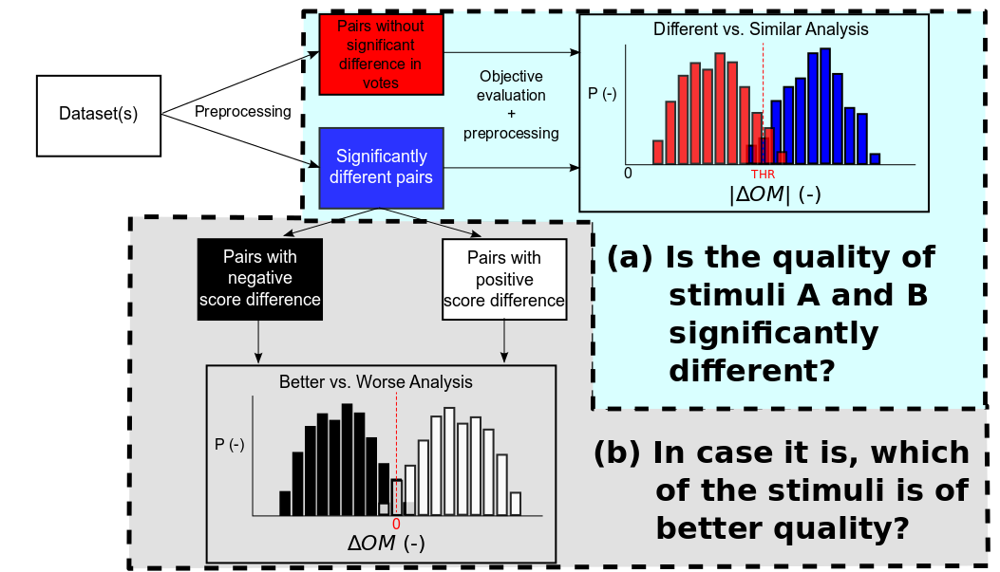 Dataset(s)
Preprocessing
Pairs without
significant
difference in
votes
Significantly
different pairs
Objective
evaluation
+
preprocessing
Different vs. Similar Analysis
P (-)
0
THR
|ΔOM| (-)
(a) Is the quality of
stimuli A and B
significantly
different?
Pairs with
negative
score difference
Pairs with
positive
score difference
Better vs. Worse Analysis
P (-)
0
ΔOM (-)
(b) In case it is, which
of the stimuli is of
better quality?